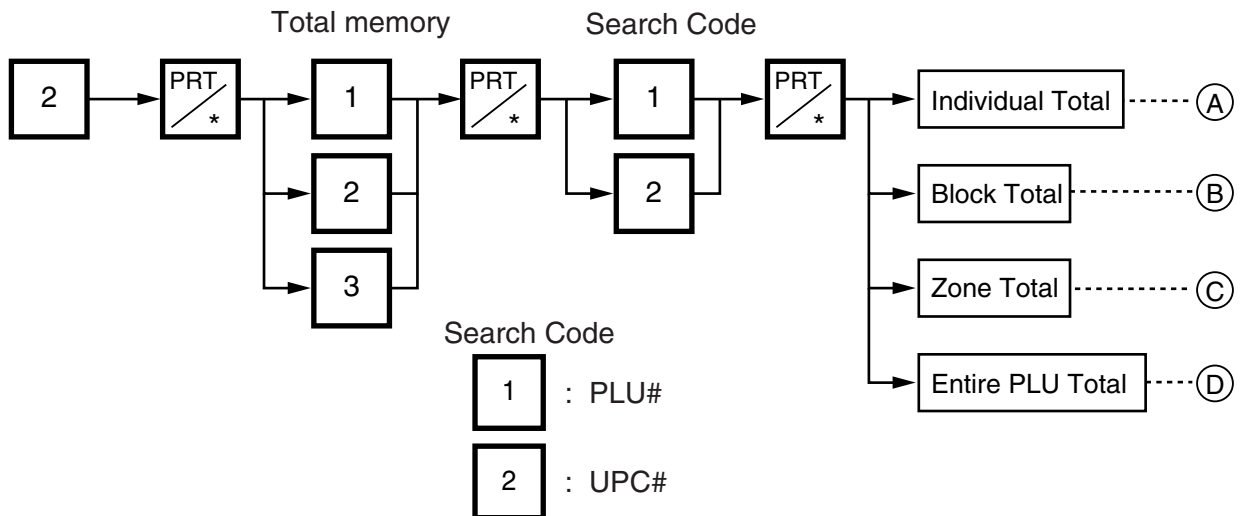 Total memory Search Code
2 PRT/* 1 PRT/* 1 PRT/* Individual Total A
2 2 Block Total B
3 Zone Total C
Search Code
Entire PLU Total D
1 : PLU#
2 : UPC#